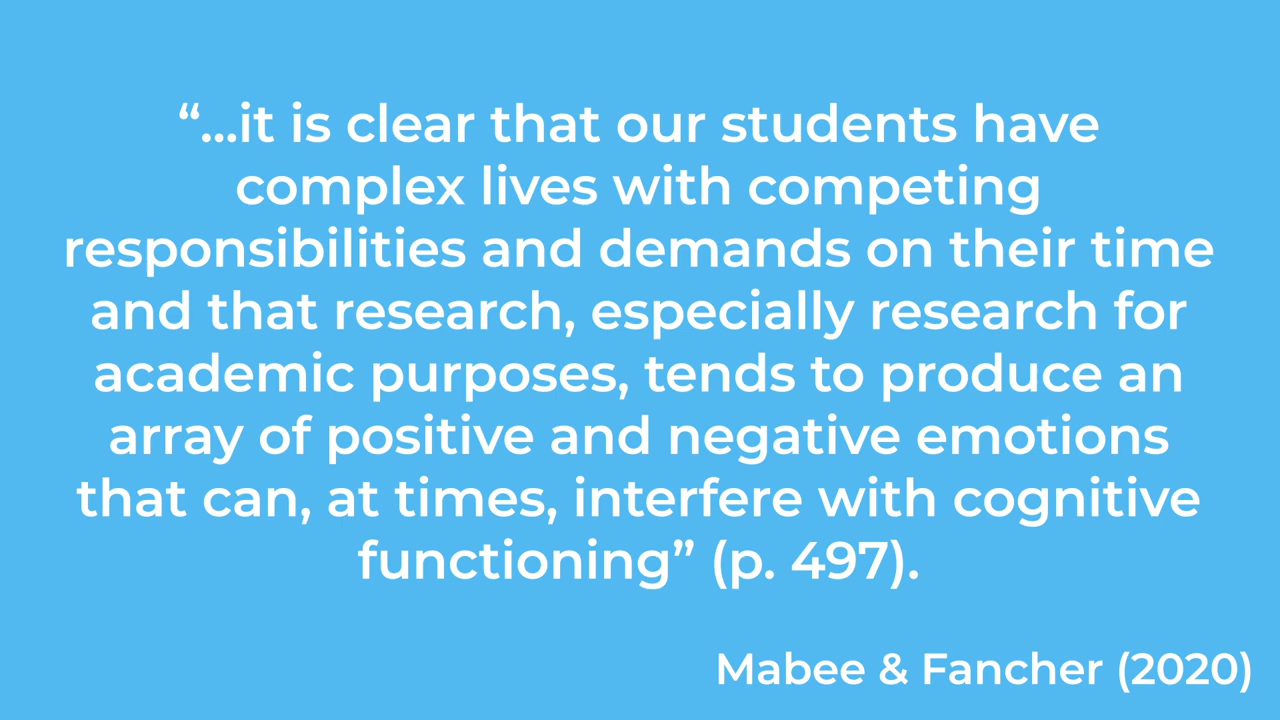 “...it is clear that our students have
complex lives with competing
responsibilities and demands on their time
and that research, especially research for
academic purposes, tends to produce an
array of positive and negative emotions
that can, at times, interfere with cognitive
functioning” (p. 497).
Mabee & Fancher (2020)